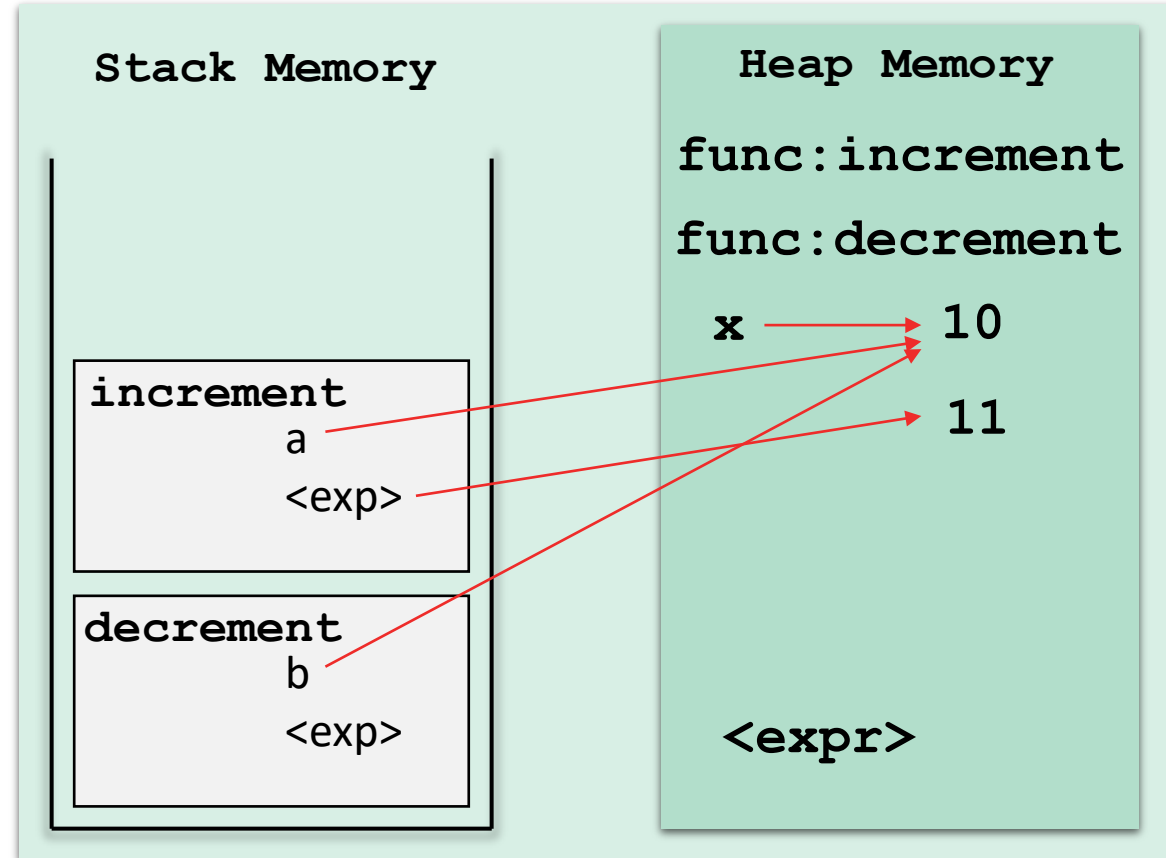 Stack Memory
increment
a
<exp>
decrement
b
<exp>
Heap Memory
func:increment
func:decrement
x 10
11
<expr>